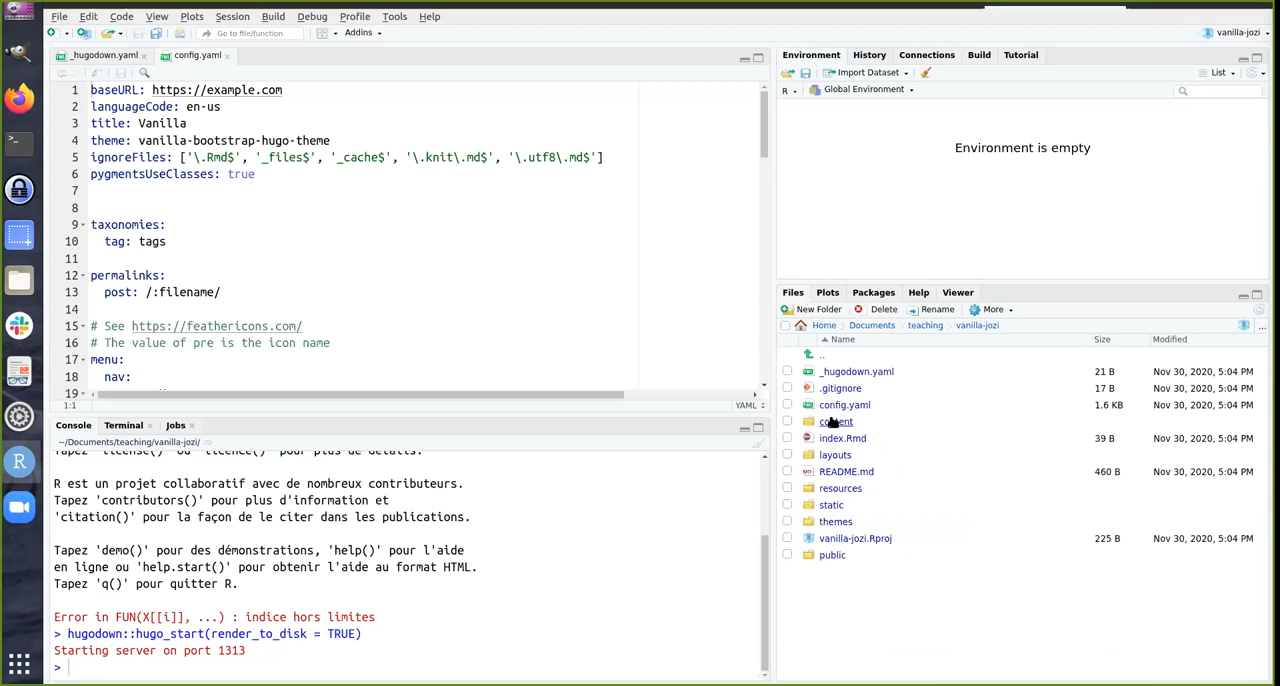 File Edit Code View Plots Session Build Debug Profile Tools Help
Go to file/function Addins vanilla-jozi
_hugodown.yaml config.yaml
1 baseURL: https://example.com
2 languageCode: en-us
3 title: Vanilla
4 theme: vanilla-bootstrap-hugo-theme
5 ignoreFiles: ['\.Rmd$', '_files$', '_cache$', '\.knit\.md$', '\.utf8\.md$']
6 pygmentsUseClasses: true
7
8
9 taxonomies:
10 tag: tags
11
12 permalinks:
13 post: /:filename/
14
15 # See https://feathericons.com/
16 # The value of pre is the icon name
17 menu:
18 nav:
19
1:1 YAML
Console Terminal Jobs
~/Documents/teaching/vanilla-jozi/
R est un projet collaboratif avec de nombreux contributeurs.
Tapez 'contributors()' pour plus d'information et
'citation()' pour la façon de le citer dans les publications.
Tapez 'demo()' pour des démonstrations, 'help()' pour l'aide
en ligne ou 'help.start()' pour obtenir l'aide au format HTML.
Tapez 'q()' pour quitter R.
Error in FUN(X[[i]], ...) : indice hors limites
> hugodown::hugo_start(render_to_disk = TRUE)
Starting server on port 1313
>
Environment History Connections Build Tutorial
Import Dataset List
R Global Environment
Environment is empty
Files Plots Packages Help Viewer
New Folder Delete Rename More
Home Documents teaching vanilla-jozi ...
Name Size Modified
..
_hugodown.yaml 21 B Nov 30, 2020, 5:04 PM
.gitignore 17 B Nov 30, 2020, 5:04 PM
config.yaml 1.6 KB Nov 30, 2020, 5:04 PM
content
index.Rmd 39 B Nov 30, 2020, 5:04 PM
layouts
README.md 460 B Nov 30, 2020, 5:04 PM
resources
static
themes
vanilla-jozi.Rproj 225 B Nov 30, 2020, 5:04 PM
public